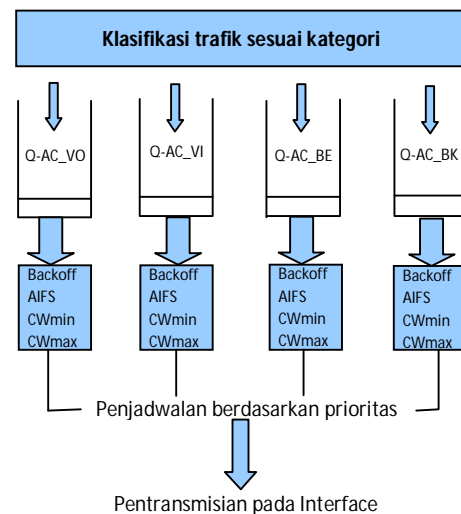 Klasifikasi trafik sesuai kategori
Q-AC_VO
Q-AC_VI
Q-AC_BE
Q-AC_BK
Backoff
AIFS
CWmin
CWmax
Backoff
AIFS
CWmin
CWmax
Backoff
AIFS
CWmin
CWmax
Backoff
AIFS
CWmin
CWmax
Penjadwalan berdasarkan prioritas
Pentransmisian pada Interface